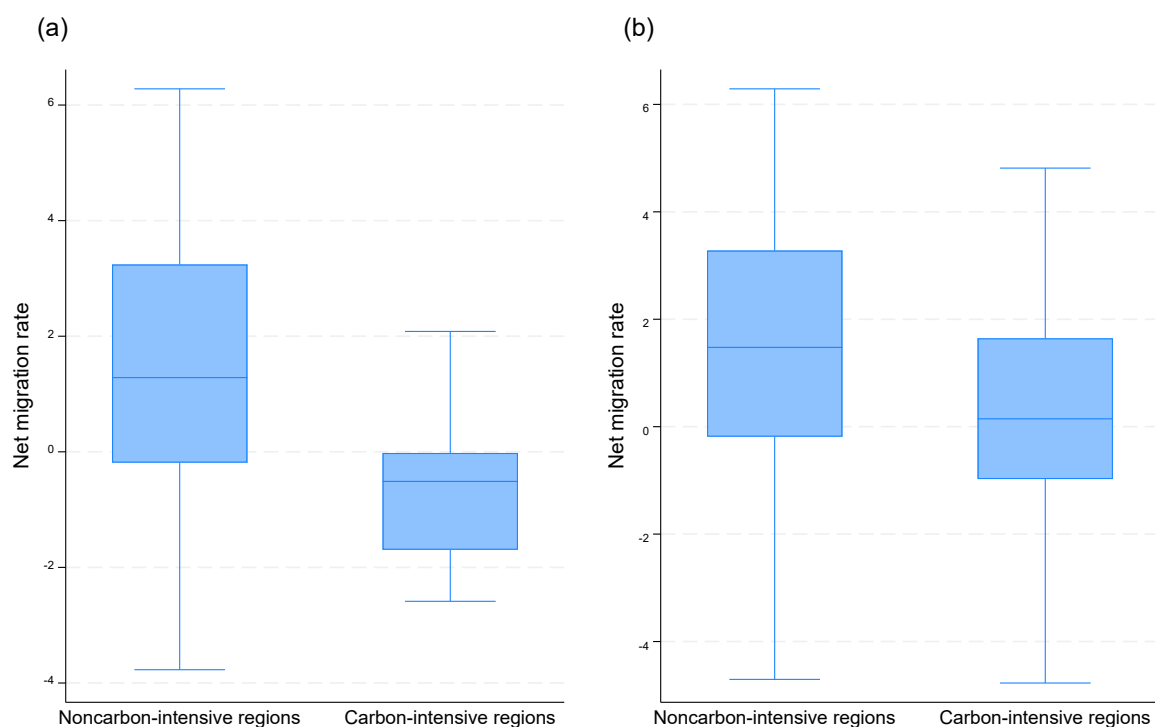 (a)
Net migration rate
6
4
2
0
-2
-4
Noncarbon-intensive regions
Carbon-intensive regions
(b)
Net migration rate
6
4
2
0
-2
-4
Noncarbon-intensive regions
Carbon-intensive regions